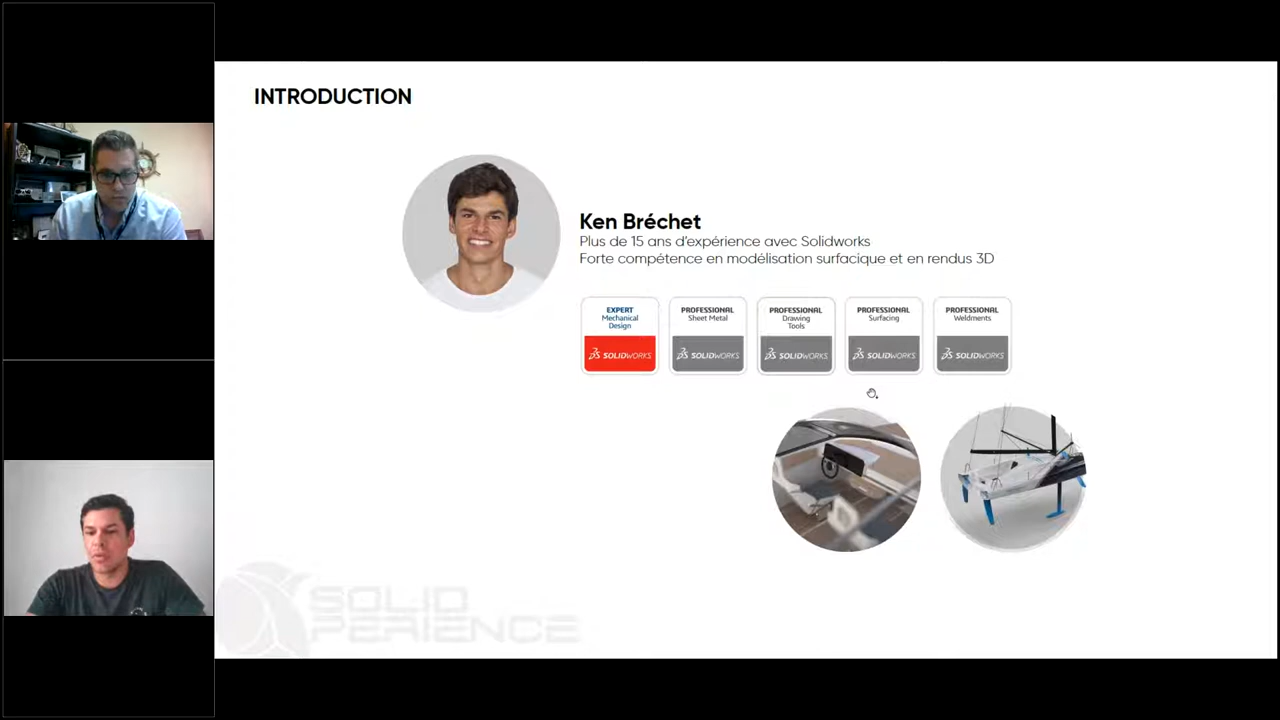 INTRODUCTION
Ken Bréchet
Plus de 15 ans d'expérience avec Solidworks
Forte compétence en modélisation surfacique et en rendus 3D
EXPERT
Mechanical
Design
SOLIDWORKS
PROFESSIONAL
Sheet Metal
SOLIDWORKS
PROFESSIONAL
Drawing
Tools
SOLIDWORKS
PROFESSIONAL
Surfacing
SOLIDWORKS
PROFESSIONAL
Weldments
SOLIDWORKS
SOLID
XPERIENCE